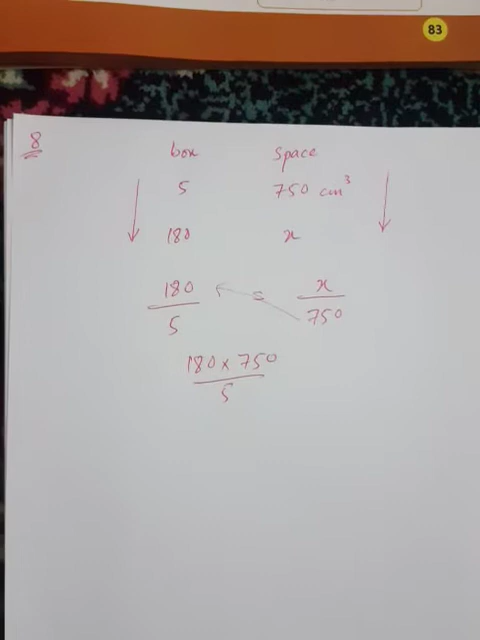 83
8
box space
5 750 cm³
180 x
180/5 = x/750
180 x 750/5